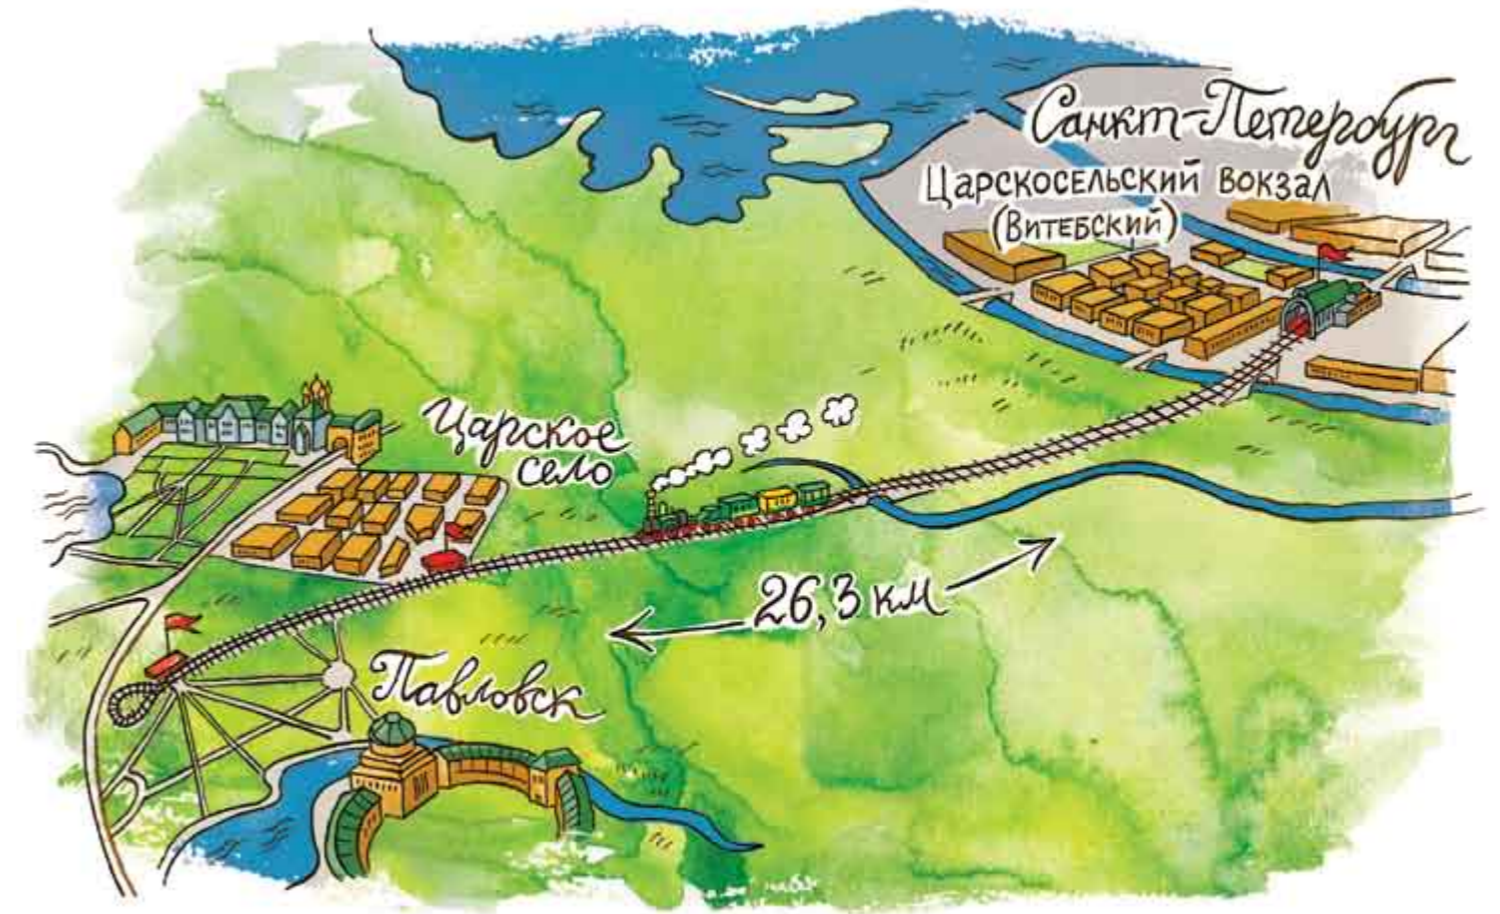 Санкт-Петербург
Царскосельский вокзал
(Витебский)
Царское
село
26,3 км
Павловск